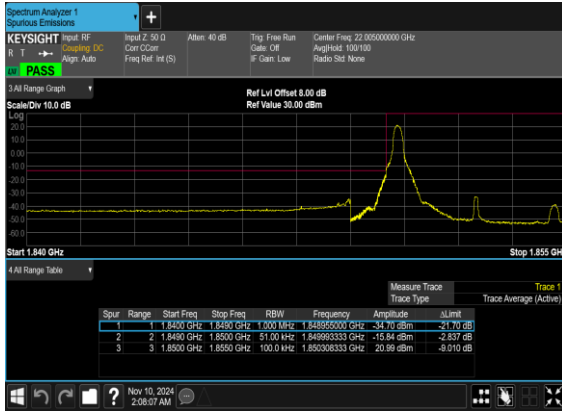 Spectrum Analyzer 1
Spurious Emissions
+
KEYSIGHT Input: RF Input Z: 50 Ω Atten: 40 dB Trig: Free Run Center Freq: 22.005000000 GHz
R T Coupling: DC Corr CCorr Gate: Off Avg|Hold: 100/100
Align: Auto Freq Ref: Int (S) IF Gain: Low Radio Std: None
PASS
3 All Range Graph
Ref Lvl Offset 8.00 dB
Scale/Div 10.0 dB Ref Value 30.00 dBm
Log
20.0
10.0
0.00
-10.0
-20.0
-30.0
-40.0
-50.0
-60.0
Start 1.840 GHz Stop 1.855 GH
4 All Range Table
Measure Trace Trace 1
Trace Type Trace Average (Active)
Spur Range Start Freq Stop Freq RBW Frequency Amplitude ΔLimit
1 1 1.8400 GHz 1.8490 GHz 1.000 MHz 1.848955000 GHz -34.70 dBm -21.70 dB
2 2 1.8490 GHz 1.8500 GHz 51.00 kHz 1.849993333 GHz -15.84 dBm -2.837 dB
3 3 1.8500 GHz 1.8550 GHz 100.0 kHz 1.850308333 GHz 20.99 dBm -9.010 dB
? Nov 10, 2024
2:08:07 AM